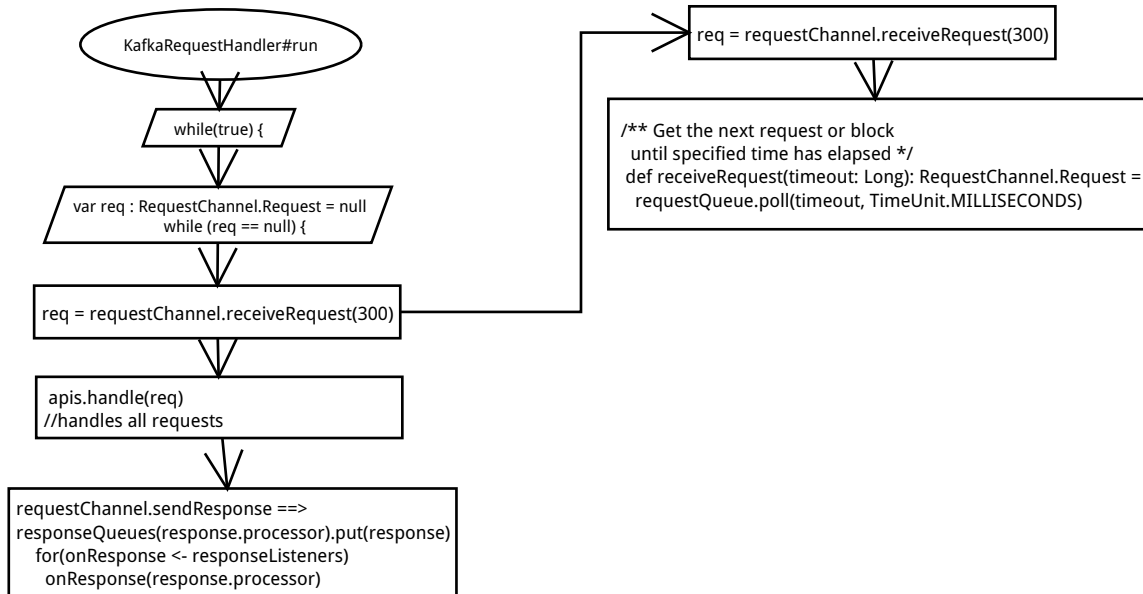 KafkaRequestHandler#run
while(true) {
var req : RequestChannel.Request = null
while (req == null) {
req = requestChannel.receiveRequest(300)
apis.handle(req)
//handles all requests
requestChannel.sendResponse ==>
responseQueues(response.processor).put(response)
for(onResponse <- responseListeners)
onResponse(response.processor)
req = requestChannel.receiveRequest(300)
/** Get the next request or block
until specified time has elapsed */
def receiveRequest(timeout: Long): RequestChannel.Request =
requestQueue.poll(timeout, TimeUnit.MILLISECONDS)